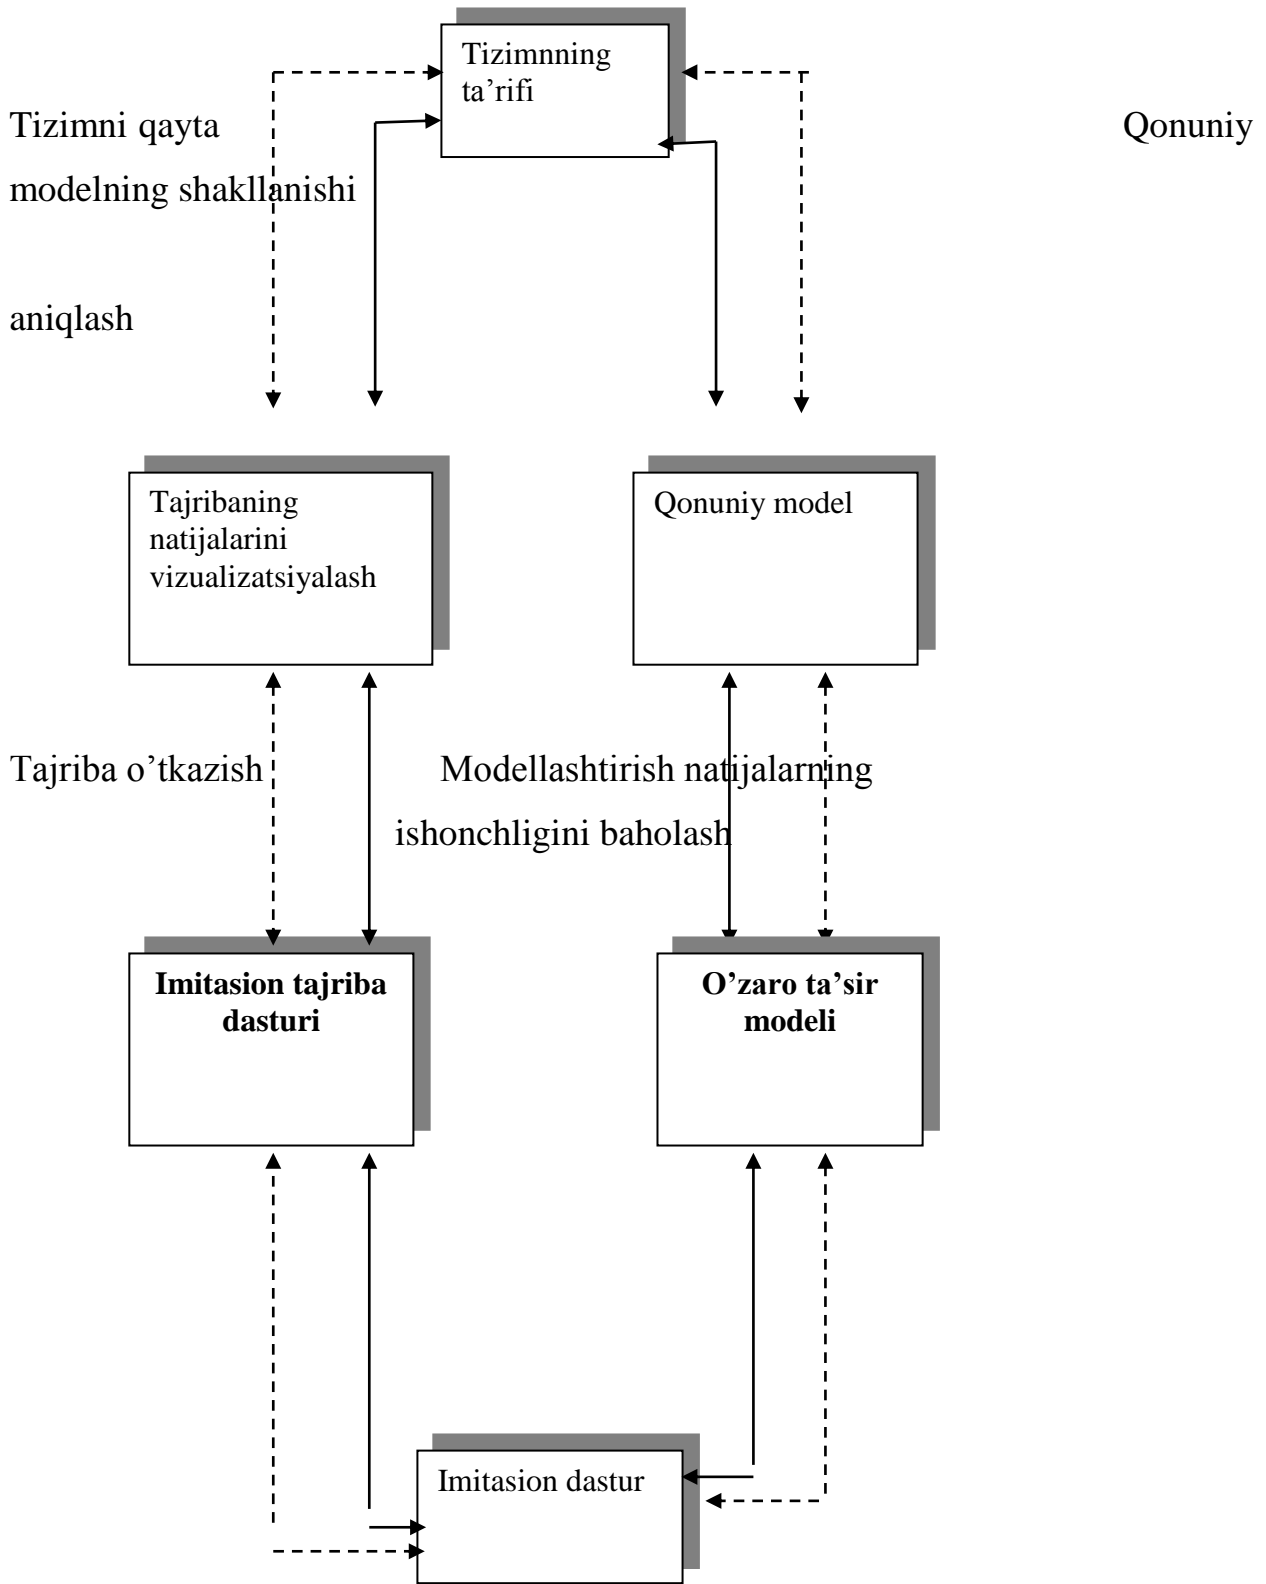 Tizimnning
ta’rifi
Tizimni qayta Qonuniy
modelning shakllanishi
aniqlash
Tajribaning
natijalarini
vizualizatsiyalash
Qonuniy model
Tajriba o’tkazish Modellashtirish natijalarning
ishonchligini baholash
Imitasion tajriba
dasturi
O’zaro ta’sir
modeli
Imitasion dastur